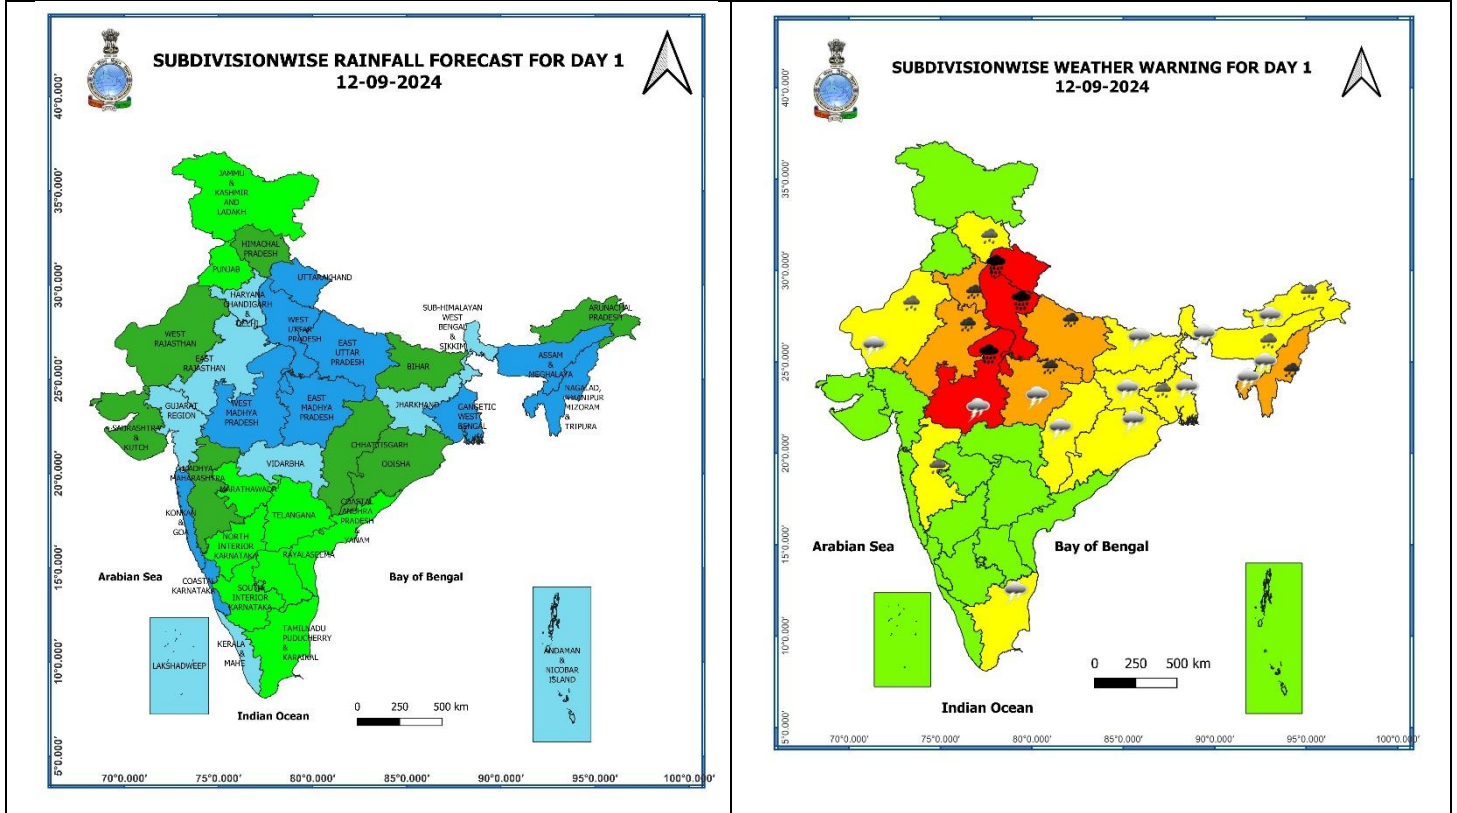 SUBDIVISIONWISE RAINFALL FORECAST FOR DAY 1
12-09-2024
40°0.000'
35°0.000'
30°0.000'
25°0.000'
20°0.000'
15°0.000'
10°0.000'
5°0.000'
JAMMU
&
KASHMIR
AND
LADAKH
HIMACHAL
PRADESH
PUNJAB
UTTARAKHAND
HARYANA
CHANDIGARH
&
DELHI
WEST
UTTAR
PRADESH
EAST
UTTAR
PRADESH
SUB-HIMALAYAN
WEST
BENGAL
&
SIKKIM
ARUNACHAL
PRADESH
WEST
RAJASTHAN
EAST
RAJASTHAN
BIHAR
ASSAM
&
MEGHALAYA
NAGALAD,
MANIPUR
MIZORAM
&
TRIPURA
GUJARAT
REGION
SAURASHTRA
&
KUTCH
WEST
MADHYA
PRADESH
EAST
MADHYA
PRADESH
JHARKHAND
GANGETIC
WEST
BENGAL
CHHATTISGARH
ODISHA
VIDARBHA
MADHYA
MAHARASHTRA
MARATHAWADA
KONKAN
&
GOA
TELANGANA
COASTAL
ANDHRA
PRADESH
&
YANAM
NORTH
INTERIOR
KARNATAKA
RAYALASEEMA
COASTAL
KARNATAKA
SOUTH
INTERIOR
KARNATAKA
TAMILNADU
PUDUCHERRY
&
KARAIKAL
KERALA
&
MAHE
LAKSHADWEEP
ANDAMAN
&
NICOBAR
ISLAND
Arabian Sea
Bay of Bengal
Indian Ocean
0 250 500 km
70°0.000' 75°0.000' 80°0.000' 85°0.000' 90°0.000' 95°0.000' 100°0.000'
SUBDIVISIONWISE WEATHER WARNING FOR DAY 1
12-09-2024
40°0.000'
35°0.000'
30°0.000'
25°0.000'
20°0.000'
15°0.000'
10°0.000'
5°0.000'
Arabian Sea
Bay of Bengal
Indian Ocean
0 250 500 km
70°0.000' 75°0.000' 80°0.000' 85°0.000' 90°0.000' 95°0.000' 100°0.000'